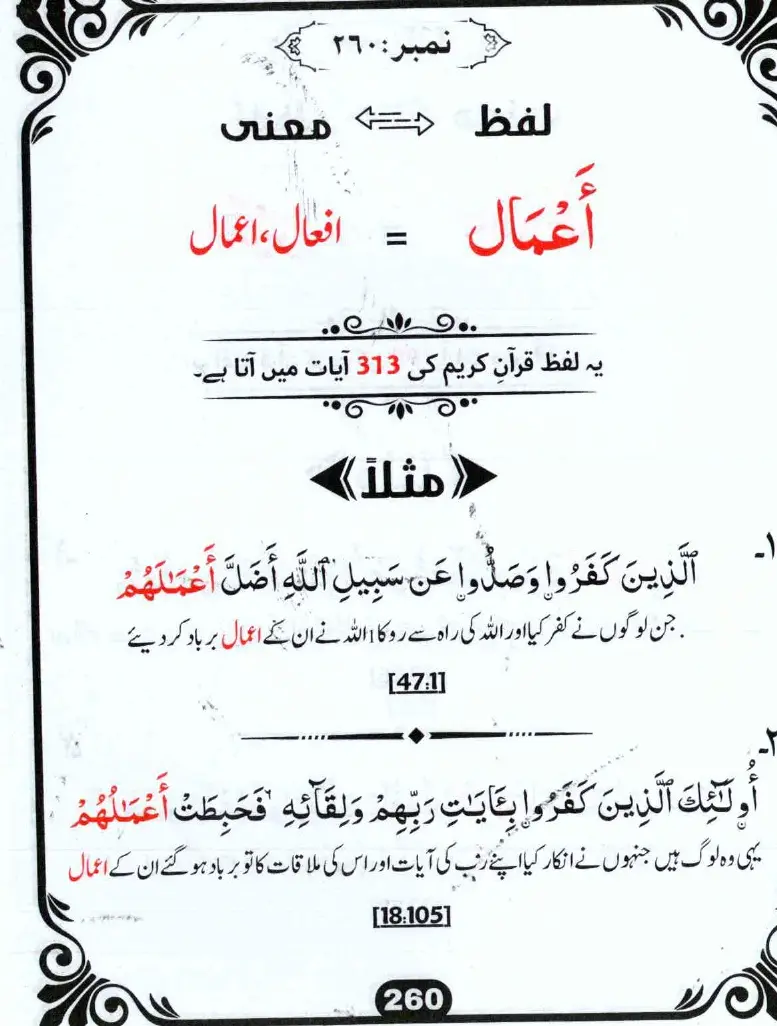 نمبر: ۲٦۰
لفظ معنی
أَعْمَال = افعال، اعمال
یہ لفظ قرآنِ کریم کی 313 آیات میں آتا ہے۔
مثلاً
۱۔
ٱلَّذِينَ كَفَرُوا۟ وَصَدُّوا۟ عَن سَبِيلِ ٱللَّهِ أَضَلَّ أَعْمَـٰلَهُمْ
جن لوگوں نے کفر کیا اور اللہ کی راہ سے روکا، اللہ نے ان کے اعمال برباد کر دیئے.
[47:1]
۲۔
أُو۟لَـٰٓئِكَ ٱلَّذِينَ كَفَرُوا۟ بِـَٔايَـٰتِ رَبِّهِمْ وَلِقَآئِهِۦ فَحَبِطَتْ أَعْمَـٰلُهُمْ
یہی وہ لوگ ہیں جنہوں نے انکار کیا اپنے رب کی آیات اور اس کی ملاقات کا تو برباد ہو گئے ان کے اعمال
[18:105]
260